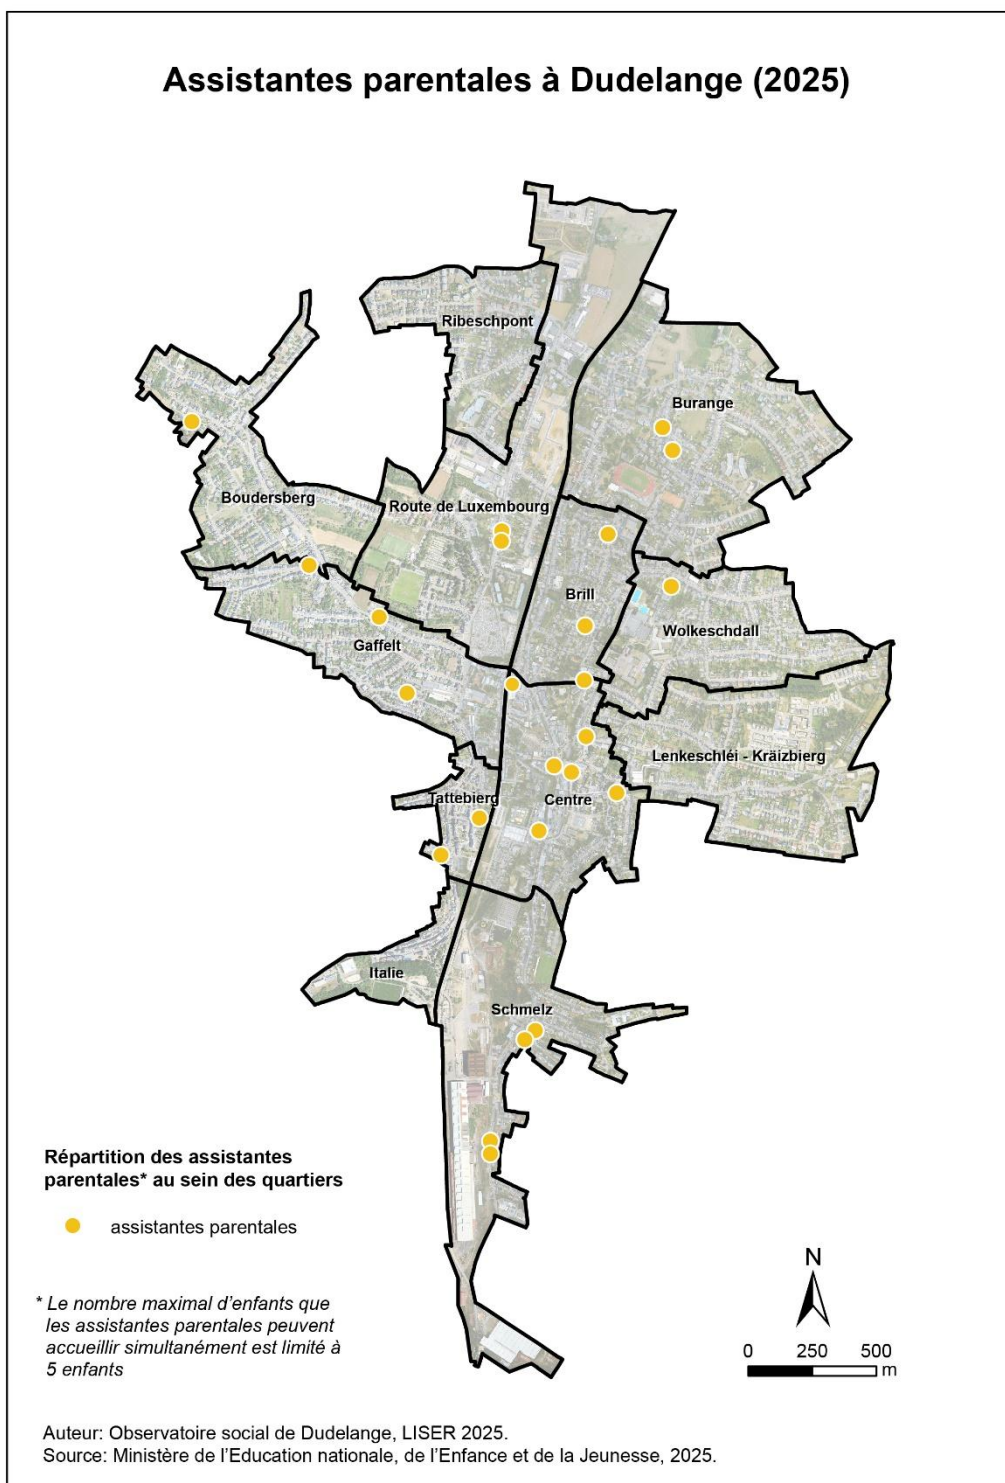 Assistantes parentales à Dudelange (2025)
Ribeschpont
Burange
Boudersberg
Route de Luxembourg
Brill
Wolkeschdall
Gaffelt
Lenkeschléi - Kräizbierg
Tattebierg
Centre
Italie
Schmelz
Répartition des assistantes
parentales* au sein des quartiers
assistantes parentales
* Le nombre maximal d'enfants que
les assistantes parentales peuvent
accueillir simultanément est limité à
5 enfants
N
0 250 500
m
Auteur: Observatoire social de Dudelange, LISER 2025.
Source: Ministère de l'Education nationale, de l'Enfance et de la Jeunesse, 2025.